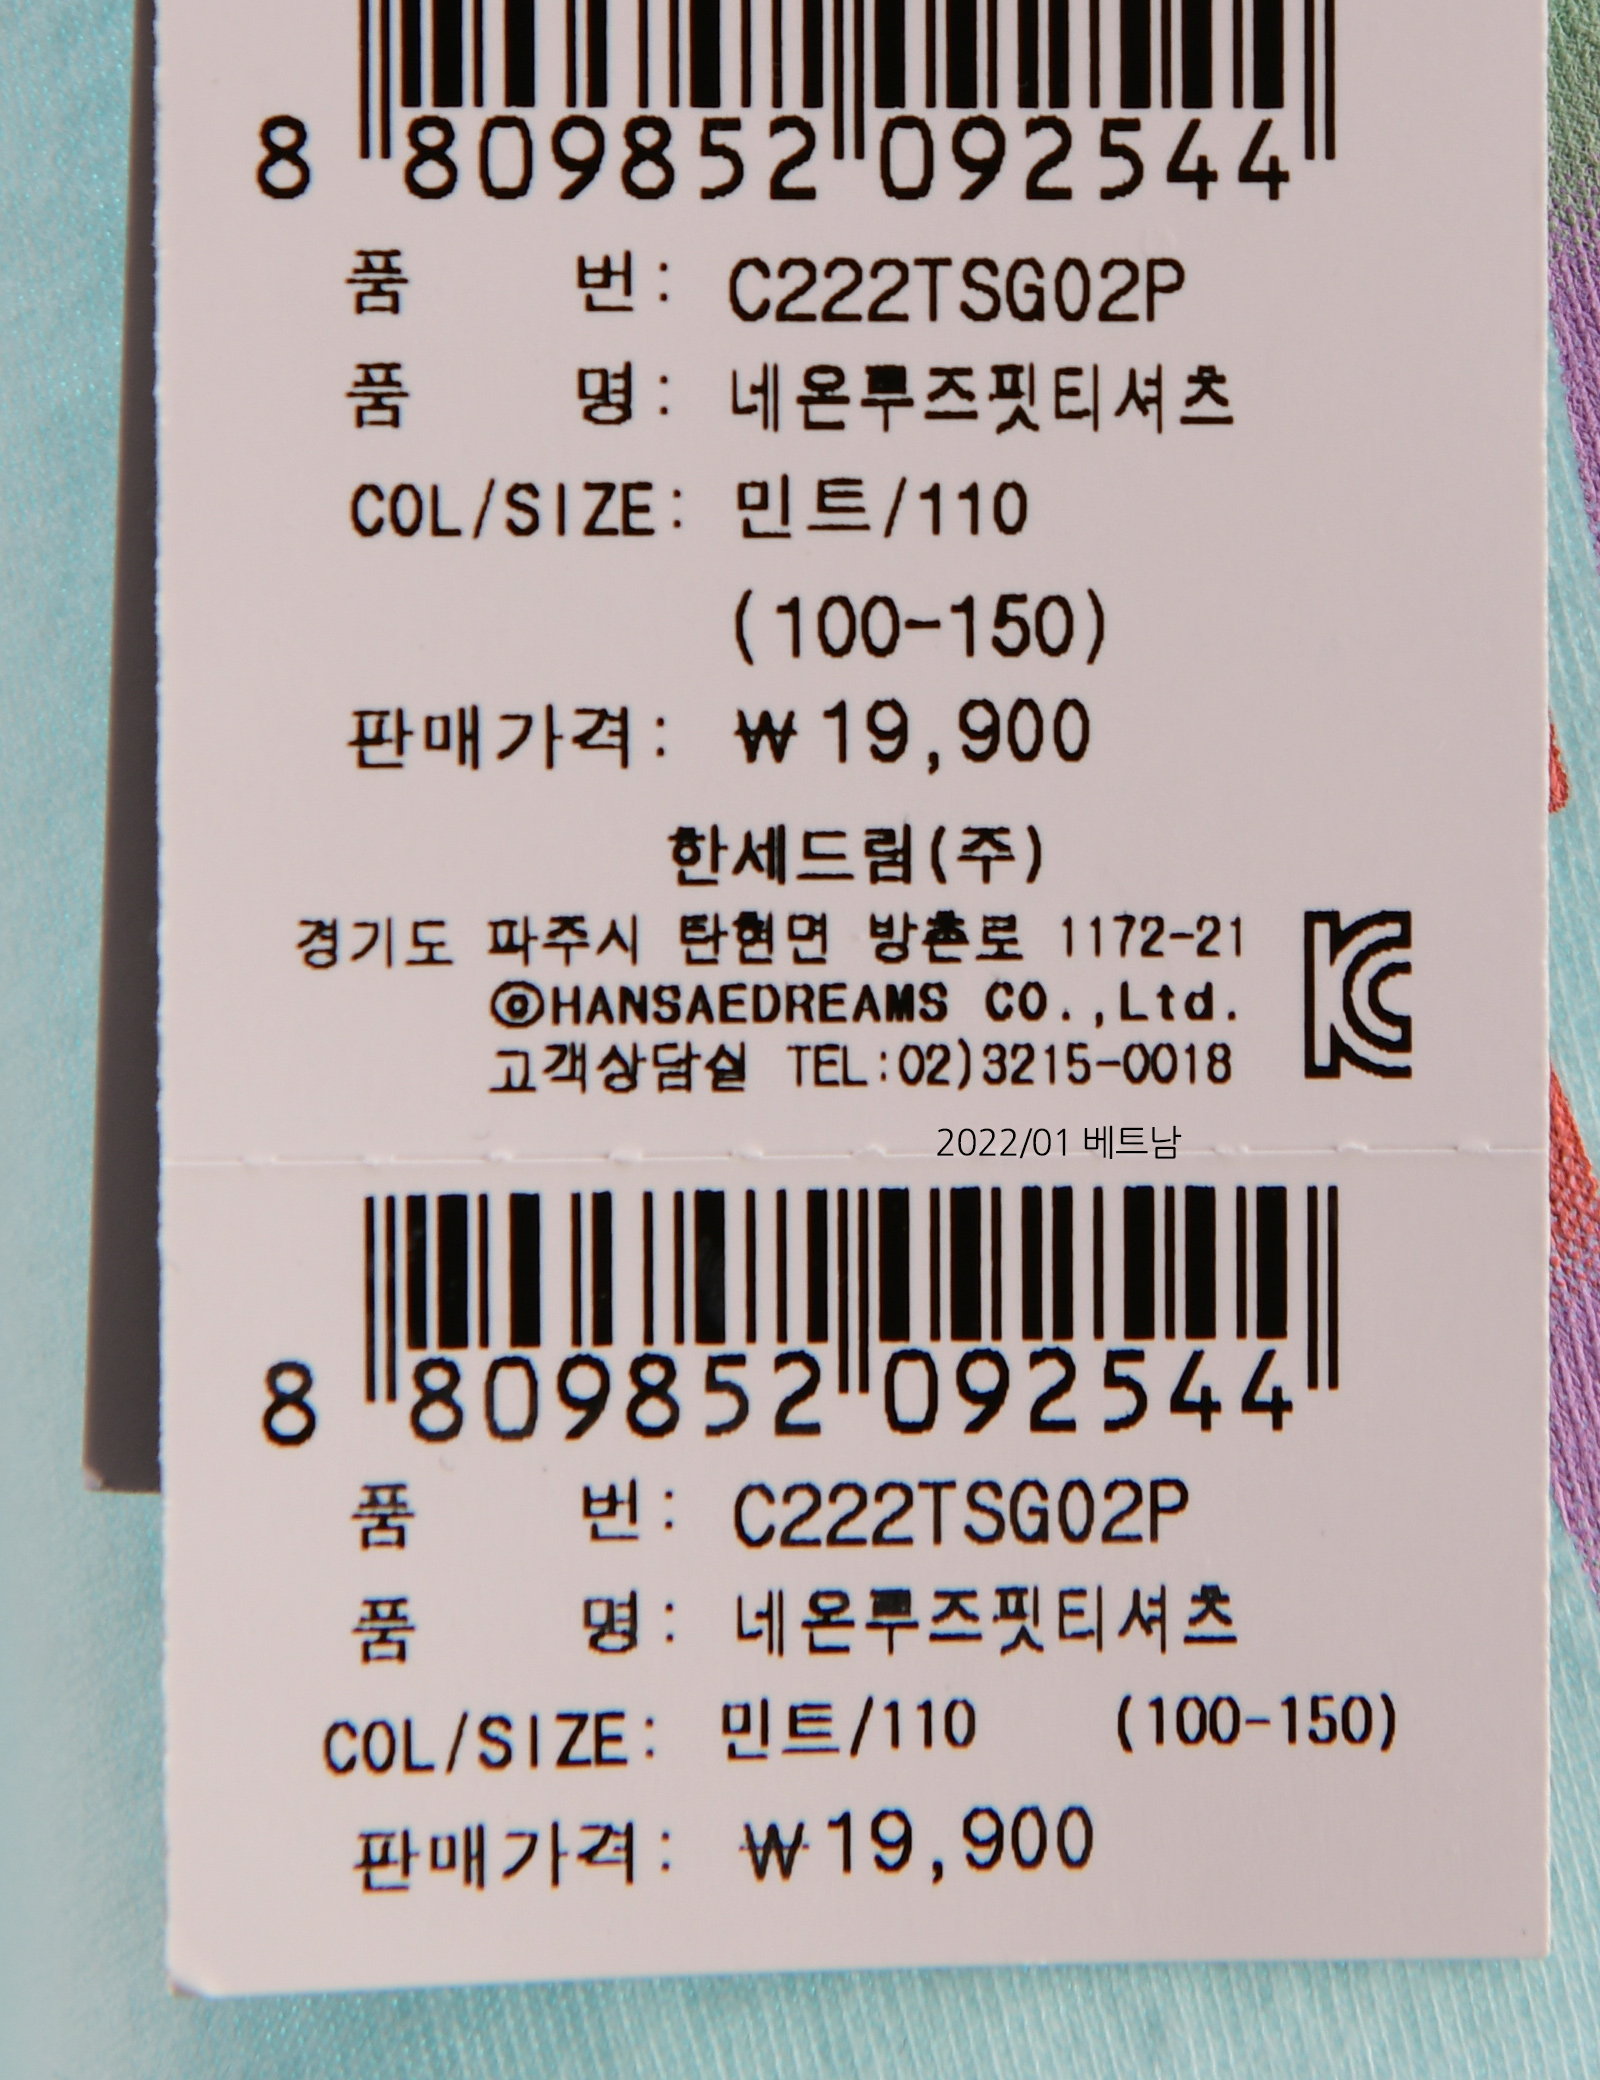 8 809852 092544
품 번: C222TSG02P
품 명: 네온루즈핏티셔츠
COL/SIZE: 민트/110
(100-150)
판매가격: ₩19,900
한세드림(주)
경기도 파주시 탄현면 방촌로 1172-21
©HANSAEDREAMS CO.,Ltd.
고객상담실 TEL:02)3215-0018
2022/01 베트남
8 809852 092544
품 번: C222TSG02P
품 명: 네온루즈핏티셔츠
COL/SIZE: 민트/110 (100-150)
판매가격: ₩19,900